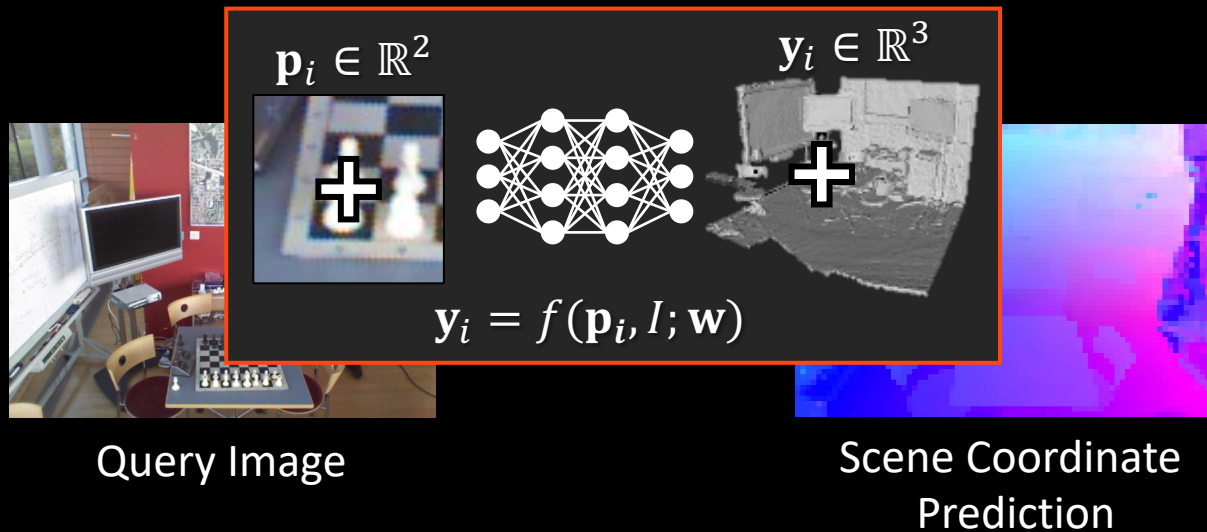 𝐩ᵢ ∈ ℝ²
𝐲ᵢ ∈ ℝ³
𝐲ᵢ = f(𝐩ᵢ, I; 𝐰)
Query Image
Scene Coordinate
Prediction